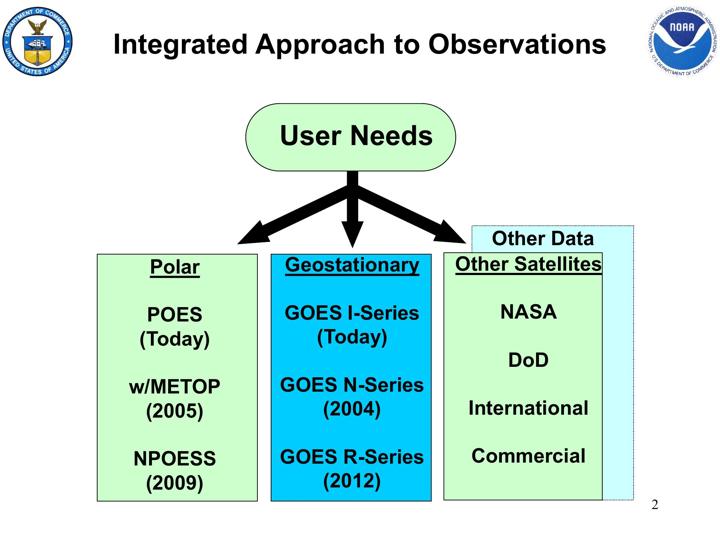 DEPARTMENT OF COMMERCE
UNITED STATES OF AMERICA
Integrated Approach to Observations
NATIONAL OCEANIC AND ATMOSPHERIC ADMINISTRATION
NOAA
U.S. DEPARTMENT OF COMMERCE
User Needs
Polar
POES
(Today)
w/METOP
(2005)
NPOESS
(2009)
Geostationary
GOES I-Series
(Today)
GOES N-Series
(2004)
GOES R-Series
(2012)
Other Data
Other Satellites
NASA
DoD
International
Commercial
2